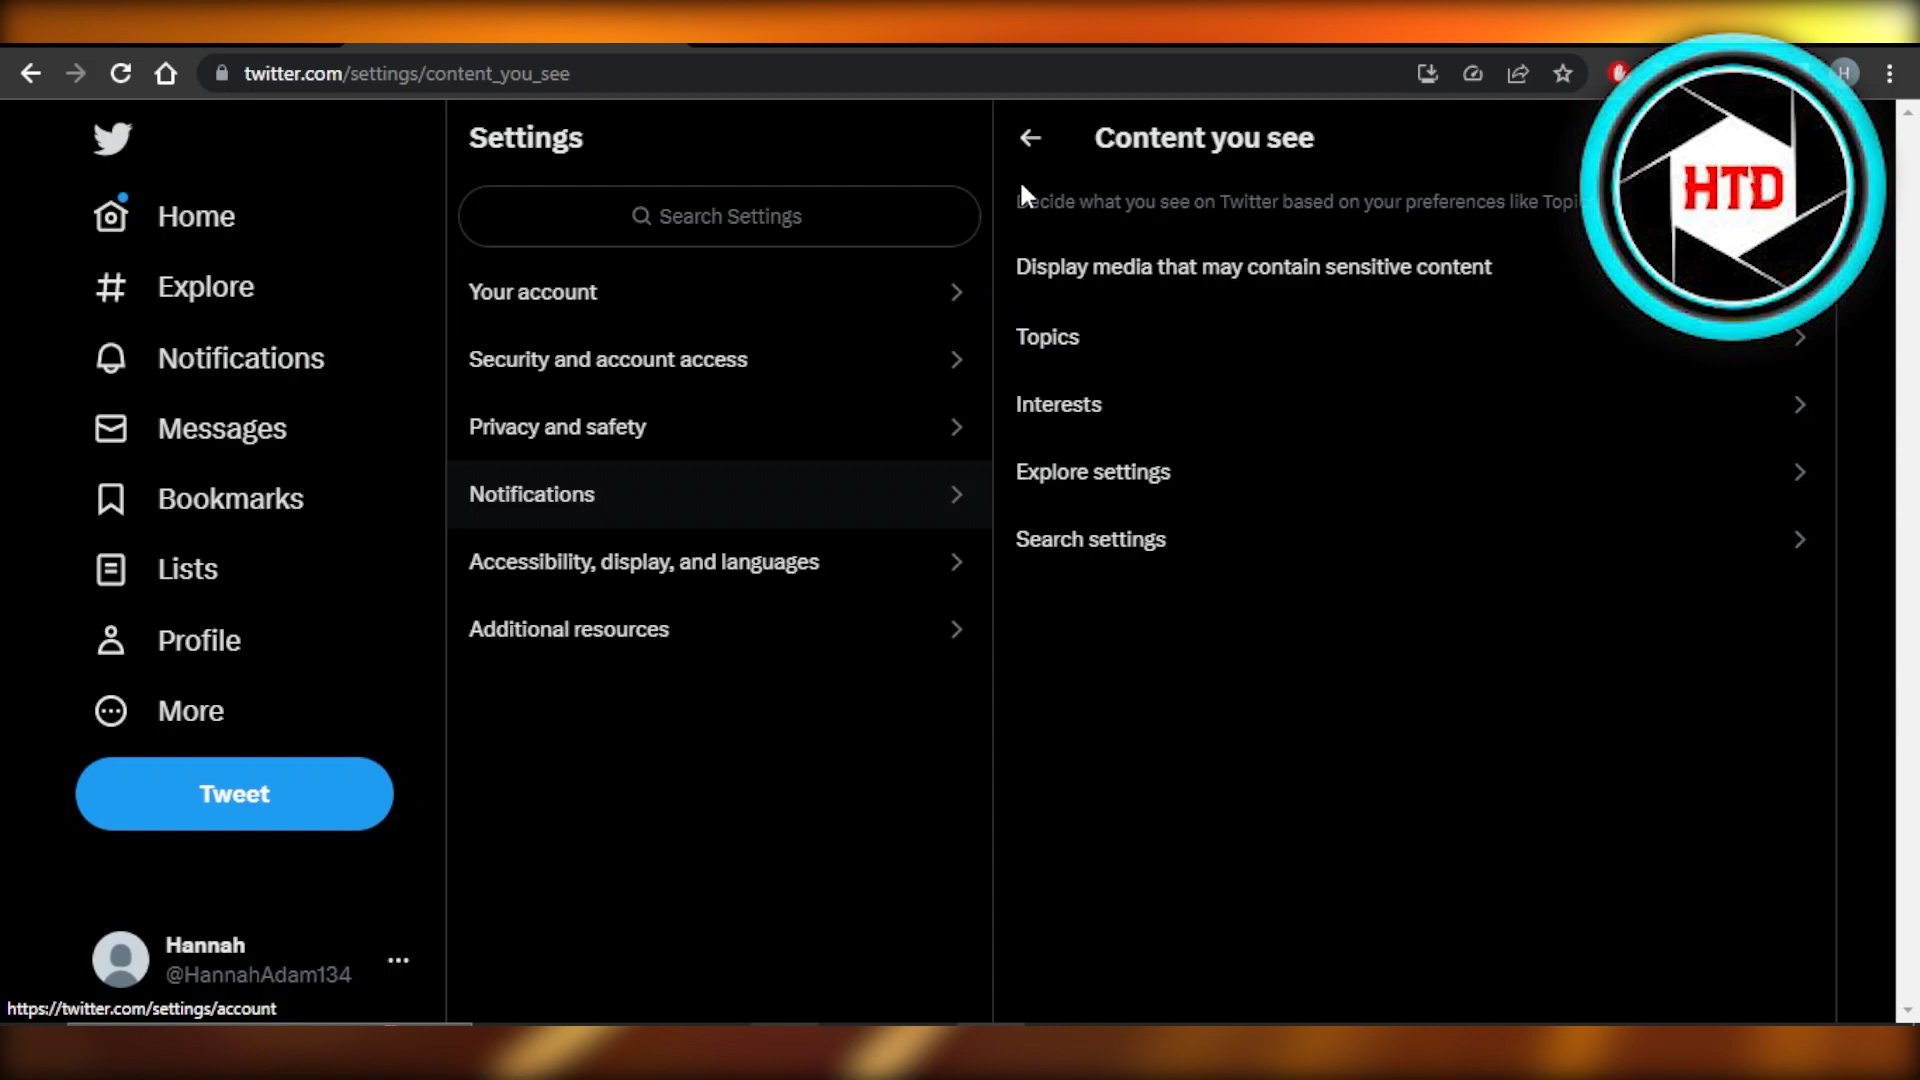 twitter.com/settings/content_you_see
H
HTD
Home
Explore
Notifications
Messages
Bookmarks
Lists
Profile
More
Tweet
Hannah
@HannahAdam134
https://twitter.com/settings/account
Settings
Search Settings
Your account
Security and account access
Privacy and safety
Notifications
Accessibility, display, and languages
Additional resources
Content you see
Decide what you see on Twitter based on your preferences like
Display media that may contain sensitive content
Topics
Interests
Explore settings
Search settings